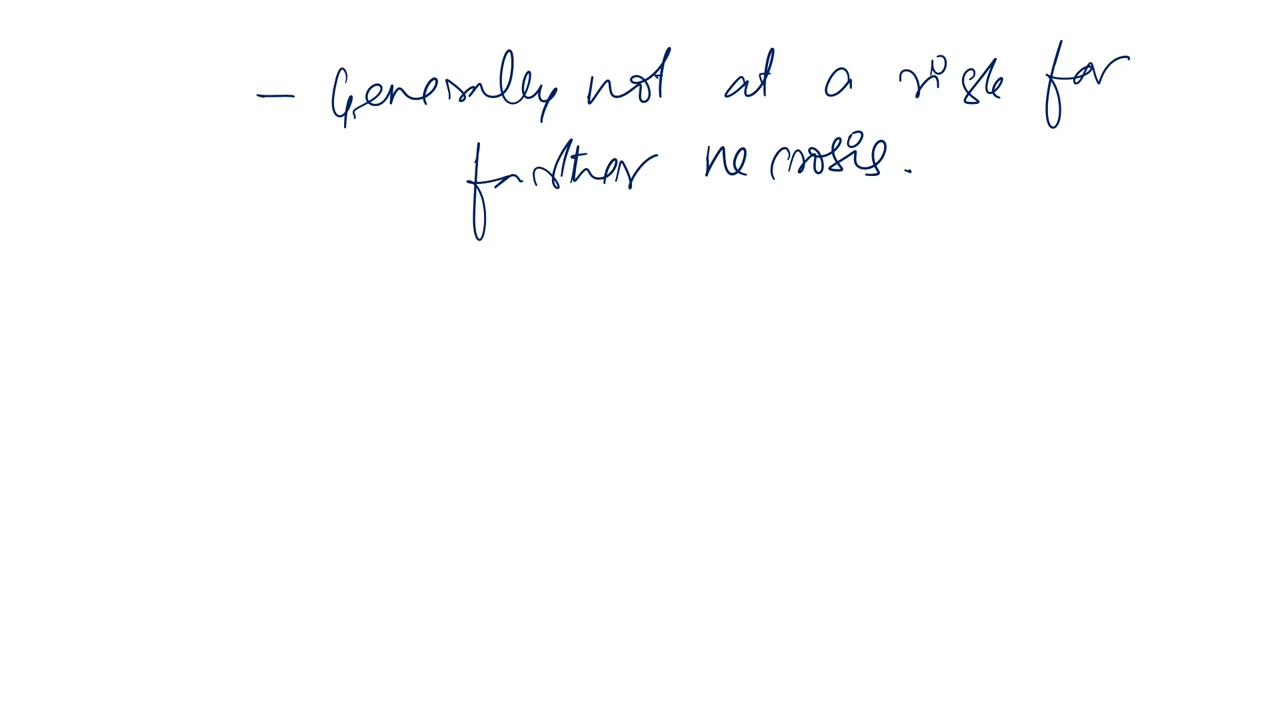 - Generally not at a risk for
further necrosis.